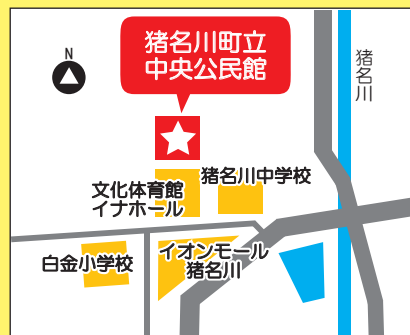 猪名川町立
中央公民館
N
猪名川
猪名川中学校
文化体育館
イナホール
白金小学校
イオンモール
猪名川